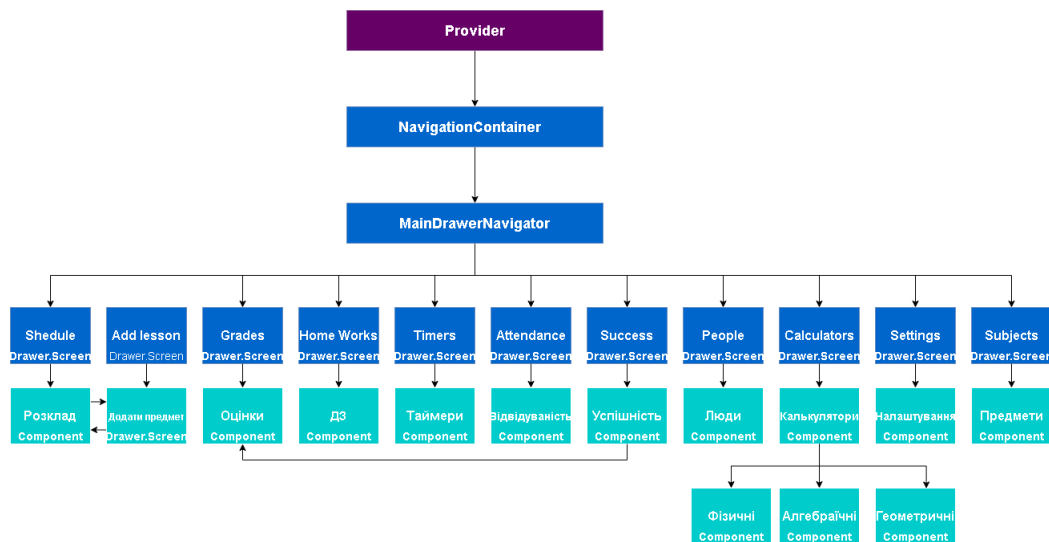 Provider
NavigationContainer
MainDrawerNavigator
Shedule
Drawer.Screen
Add lesson
Drawer.Screen
Grades
Drawer.Screen
Home Works
Drawer.Screen
Timers
Drawer.Screen
Attendance
Drawer.Screen
Success
Drawer.Screen
People
Drawer.Screen
Calculators
Drawer.Screen
Settings
Drawer.Screen
Subjects
Drawer.Screen
Розклад
Component
Додати предмет
Drawer.Screen
Оцінки
Component
ДЗ
Component
Таймери
Component
Відвідуваність
Component
Успішність
Component
Люди
Component
Калькулятори
Component
Налаштування
Component
Предмети
Component
Фізичні
Component
Алгебраїчні
Component
Геометричні
Component